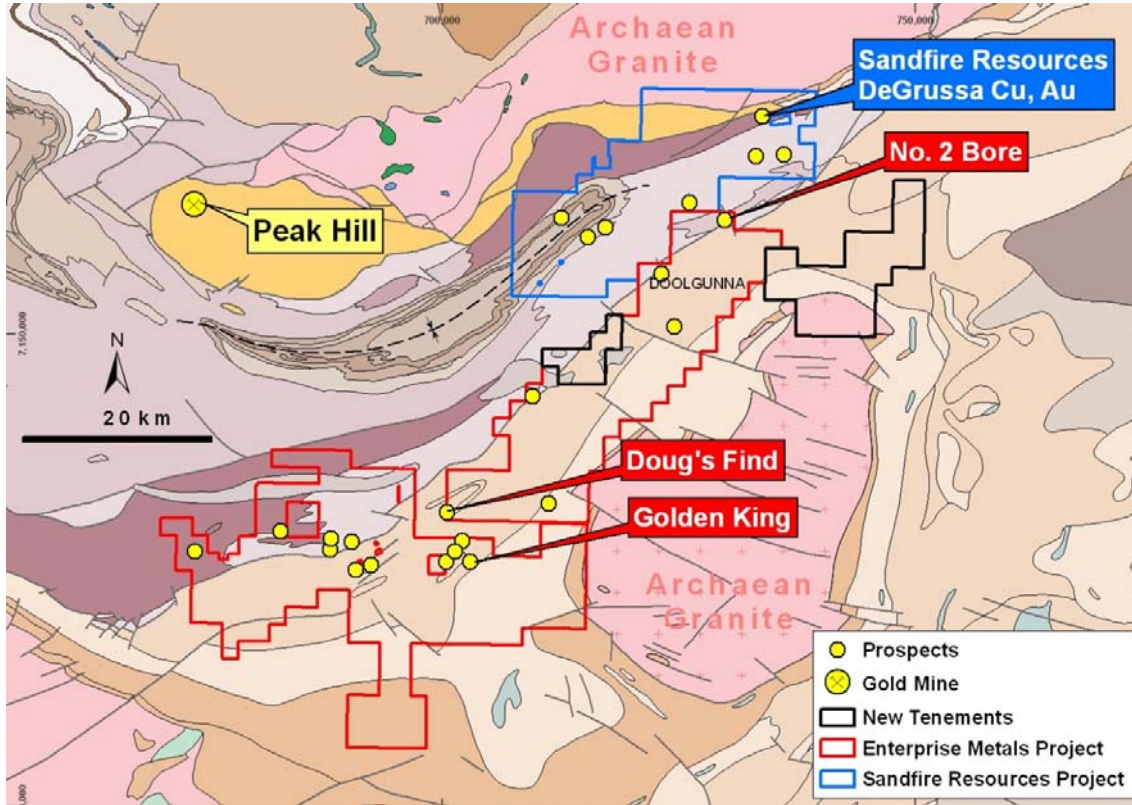 700,000
750,000
Archaean
Granite
Sandfire Resources
DeGrussa Cu, Au
No. 2 Bore
Peak Hill
DOOLGUNNA
7,150,000
N
20 km
Doug's Find
Golden King
Archaean
Granite
Prospects
Gold Mine
New Tenements
Enterprise Metals Project
Sandfire Resources Project